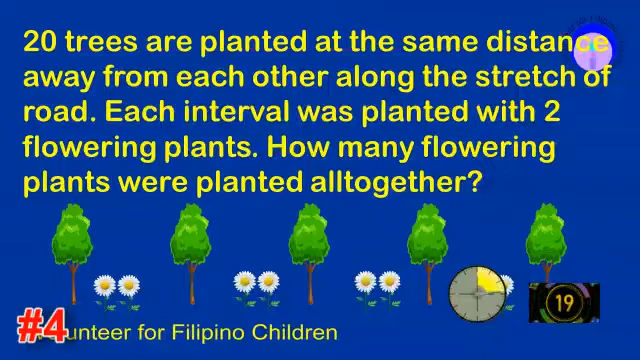 20 trees are planted at the same distance
away from each other along the stretch of
road. Each interval was planted with 2
flowering plants. How many flowering
plants were planted alltogether?
19
#4
for Filipino Children